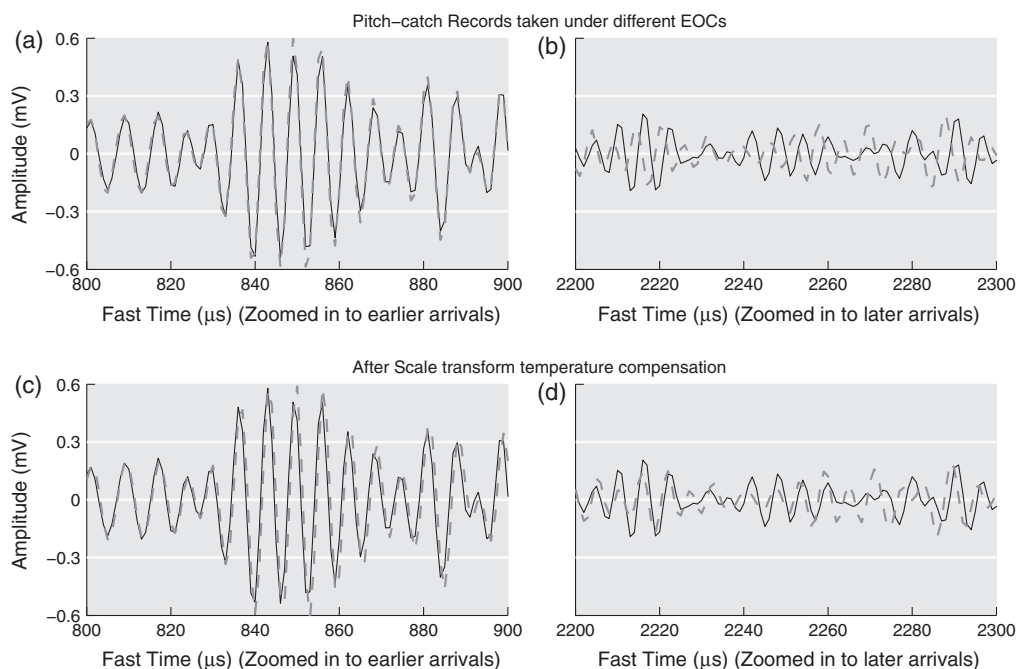 Pitch−catch Records taken under different EOCs
(a)
(b)
0.6
0.3
0
−0.3
−0.6
Amplitude (mV)
800 820 840 860 880 900
2200 2220 2240 2260 2280 2300
Fast Time (μs) (Zoomed in to earlier arrivals)
Fast Time (μs) (Zoomed in to later arrivals)
After Scale transform temperature compensation
(c)
(d)
0.6
0.3
0
−0.3
−0.6
Amplitude (mV)
800 820 840 860 880 900
2200 2220 2240 2260 2280 2300
Fast Time (μs) (Zoomed in to earlier arrivals)
Fast Time (μs) (Zoomed in to later arrivals)